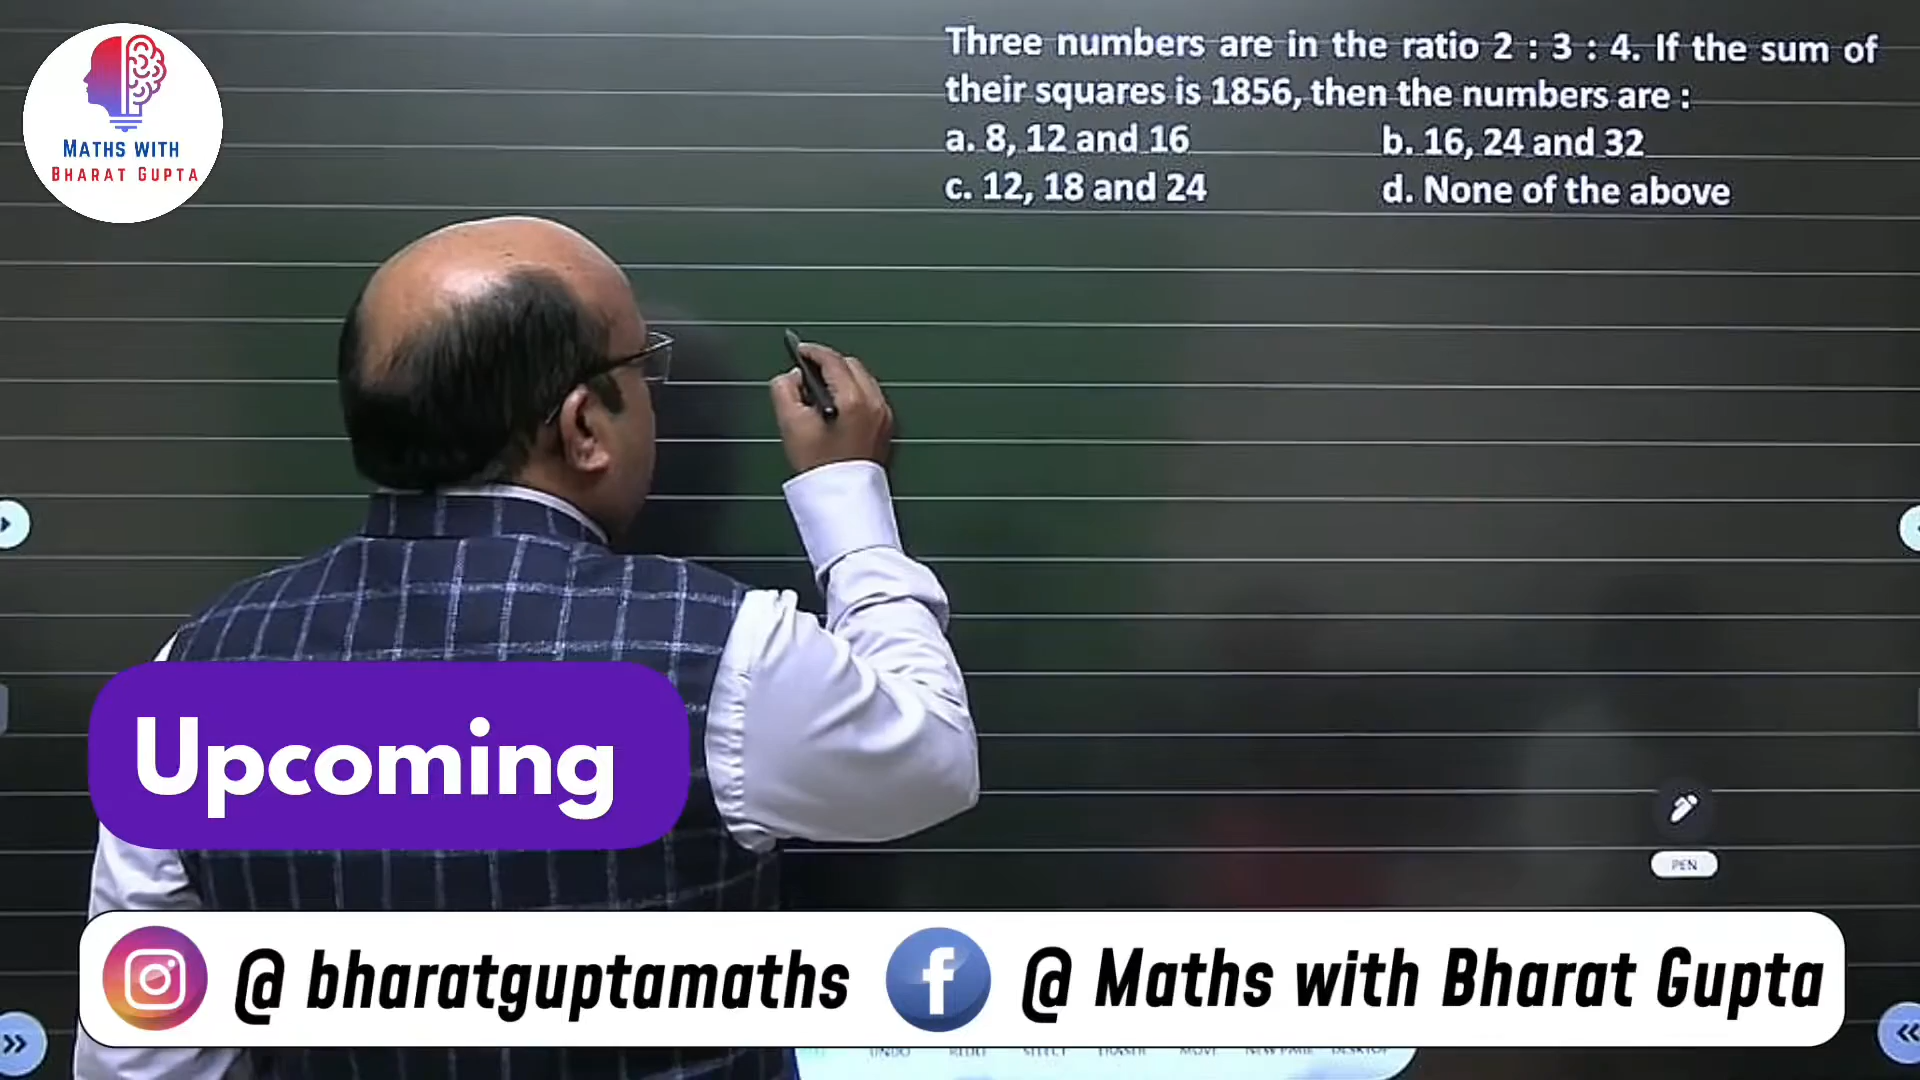 MATHS WITH
BHARAT GUPTA
Three numbers are in the ratio 2 : 3 : 4. If the sum of
their squares is 1856, then the numbers are :
a. 8, 12 and 16 b. 16, 24 and 32
c. 12, 18 and 24 d. None of the above
Upcoming
PEN
@ bharatguptamaths @ Maths with Bharat Gupta